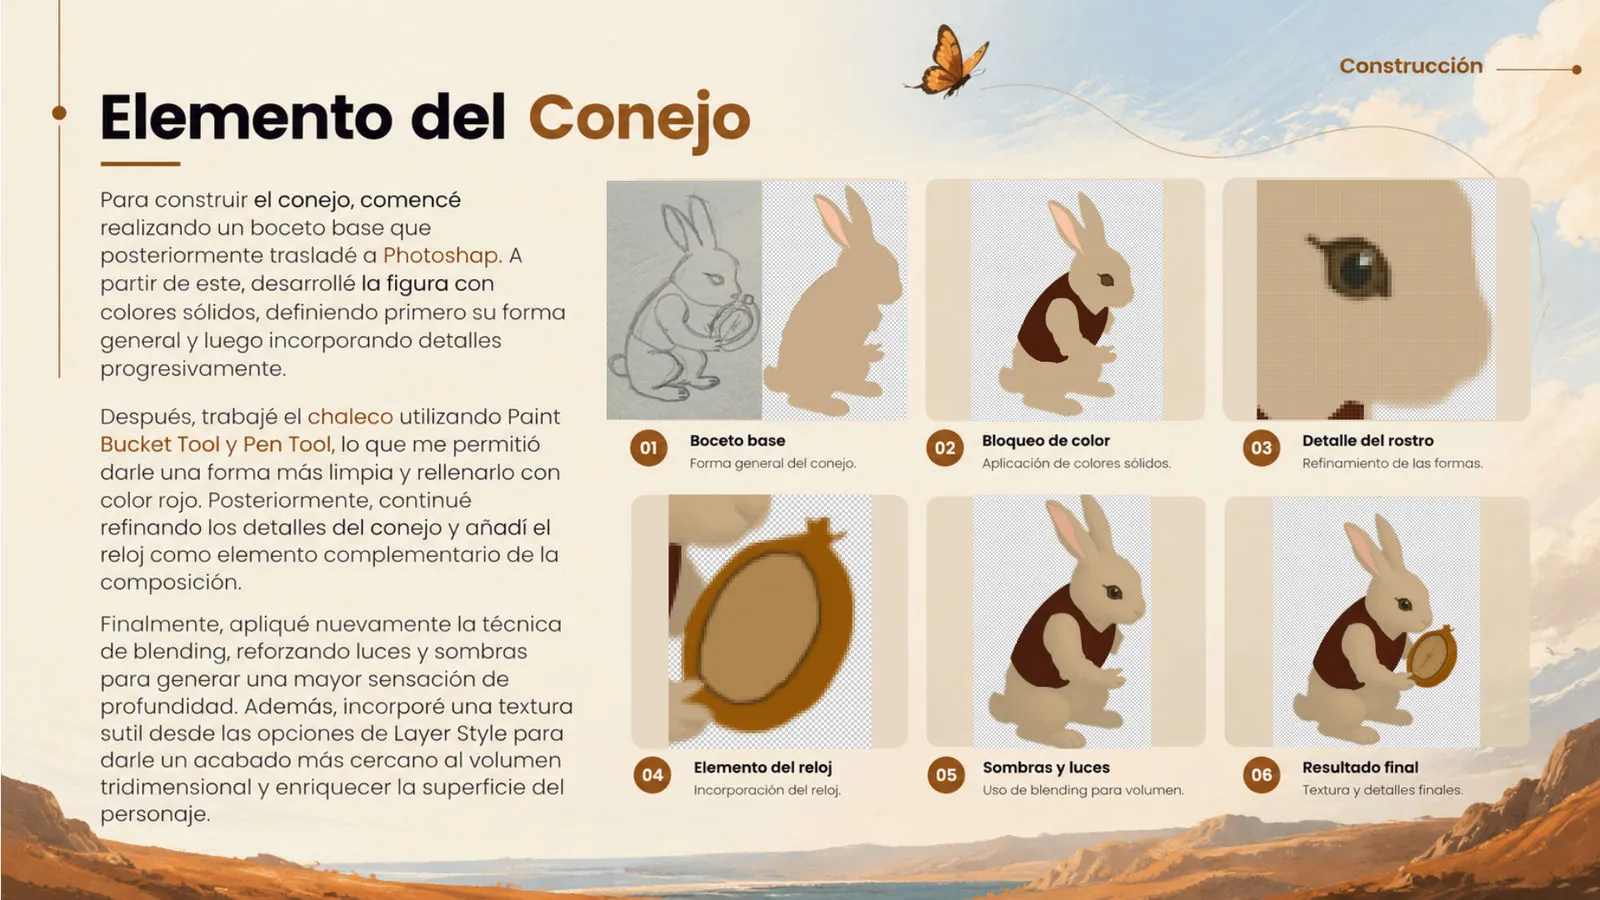 Construcción
Elemento del Conejo
Para construir el conejo, comencé
realizando un boceto base que
posteriormente trasladé a Photoshap. A
partir de este, desarrollé la figura con
colores sólidos, definiendo primero su forma
general y luego incorporando detalles
progresivamente.
Después, trabajé el chaleco utilizando Paint
Bucket Tool y Pen Tool, lo que me permitió
darle una forma más limpia y rellenarlo con
color rojo. Posteriormente, continué
refinando los detalles del conejo y añadí el
reloj como elemento complementario de la
composición.
Finalmente, apliqué nuevamente la técnica
de blending, reforzando luces y sombras
para generar una mayor sensación de
profundidad. Además, incorporé una textura
sutil desde las opciones de Layer Style para
darle un acabado más cercano al volumen
tridimensional y enriquecer la superficie del
personaje.
01
Boceto base
Forma general del conejo.
02
Bloqueo de color
Aplicación de colores sólidos.
03
Detalle del rostro
Refinamiento de las formas.
04
Elemento del reloj
Incorporación del reloj.
05
Sombras y luces
Uso de blending para volumen.
06
Resultado final
Textura y detalles finales.